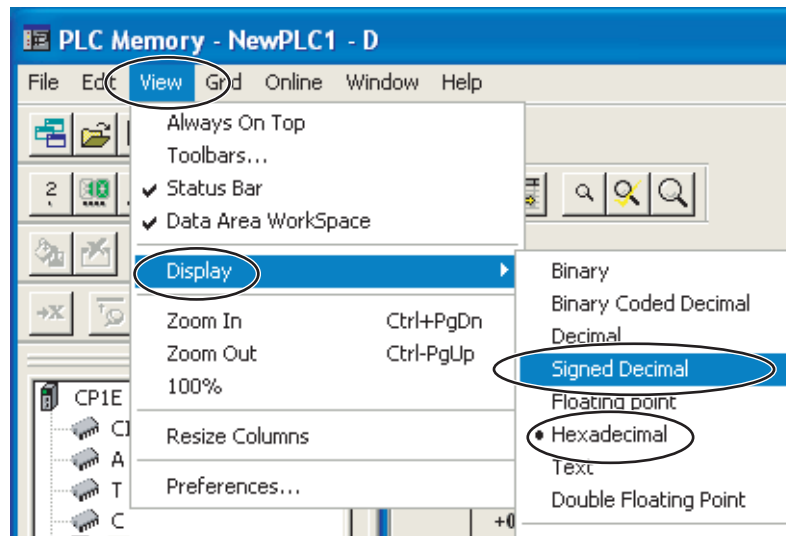 PLC Memory - NewPLC1 - D
File Edit View Grid Online Window Help
Always On Top
Toolbars...
Status Bar
Data Area WorkSpace
Display
Zoom In Ctrl+PgDn
Zoom Out Ctrl-PgUp
100%
Resize Columns
Preferences...
Binary
Binary Coded Decimal
Decimal
Signed Decimal
Floating point
Hexadecimal
Text
Double Floating Point
2
→X
CP1E
A
T
C